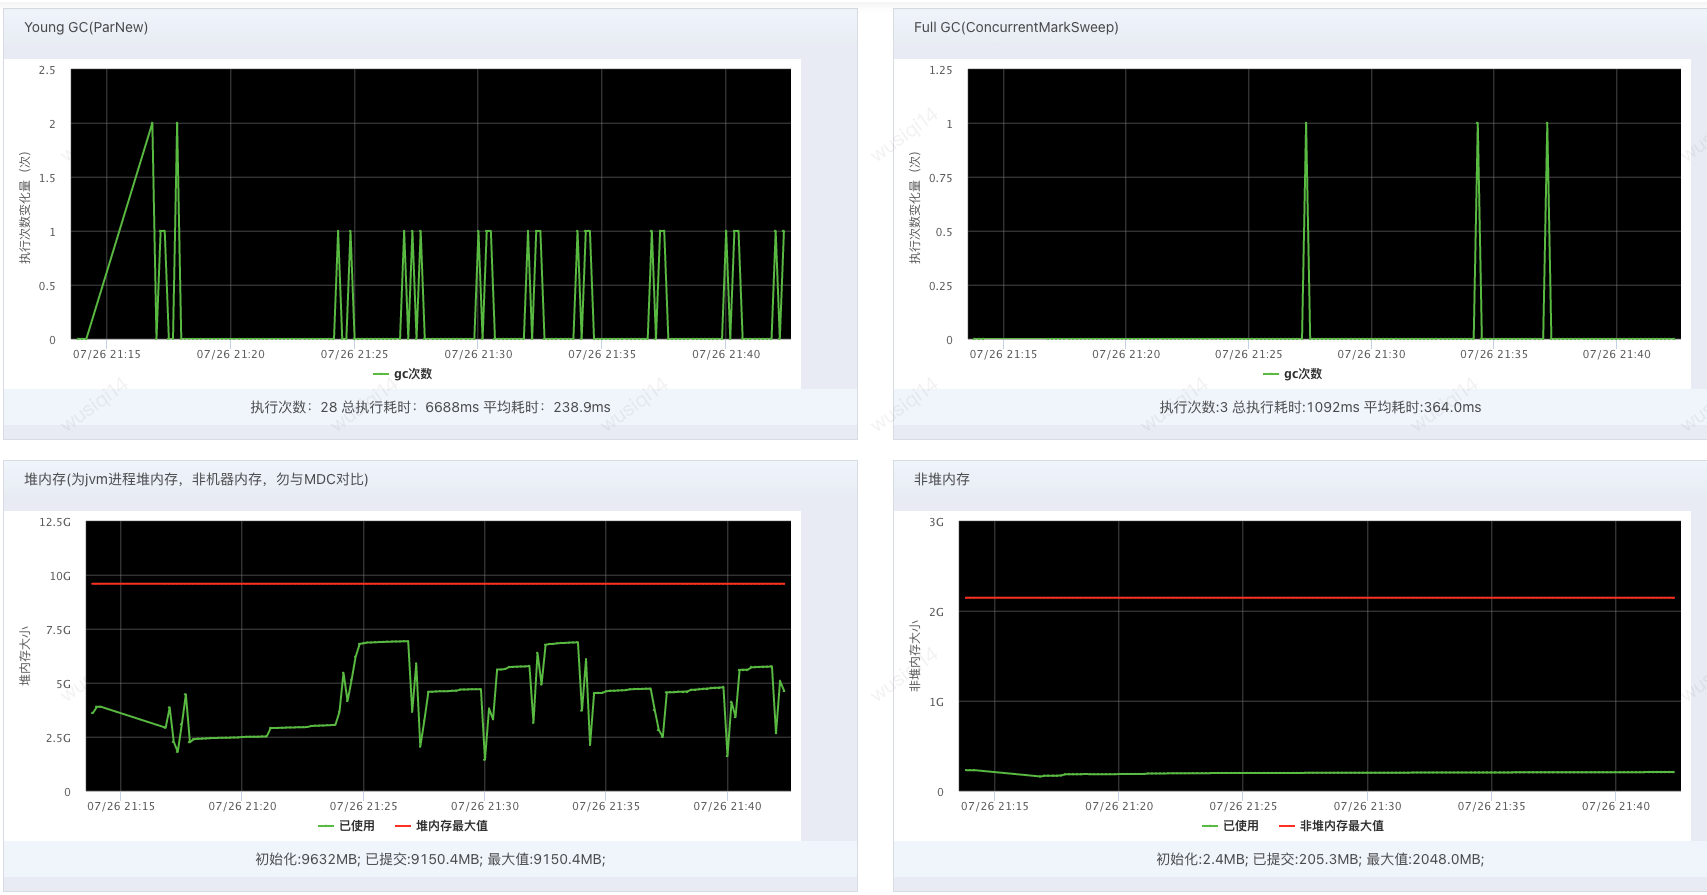 Young GC(ParNew)
2.5
2
1.5
1
0.5
0
执行次数变化量（次）
07/26 21:15
07/26 21:20
07/26 21:25
07/26 21:30
07/26 21:35
07/26 21:40
gc次数
执行次数：28 总执行耗时：6688ms 平均耗时：238.9ms
Full GC(ConcurrentMarkSweep)
1.25
1
0.75
0.5
0.25
0
执行次数变化量（次）
07/26 21:15
07/26 21:20
07/26 21:25
07/26 21:30
07/26 21:35
07/26 21:40
gc次数
执行次数:3 总执行耗时:1092ms 平均耗时:364.0ms
堆内存(为jvm进程堆内存，非机器内存，勿与MDC对比)
12.5G
10G
7.5G
5G
2.5G
0
堆内存大小
07/26 21:15
07/26 21:20
07/26 21:25
07/26 21:30
07/26 21:35
07/26 21:40
已使用 堆内存最大值
初始化:9632MB; 已提交:9150.4MB; 最大值:9150.4MB;
非堆内存
3G
2G
1G
0
非堆内存大小
07/26 21:15
07/26 21:20
07/26 21:25
07/26 21:30
07/26 21:35
07/26 21:40
已使用 非堆内存最大值
初始化:2.4MB; 已提交:205.3MB; 最大值:2048.0MB;
wusiqi14
wusiqi14
wusiqi14
wusiqi14
wusiqi14
wusiqi14
wusiqi14
wusiqi14